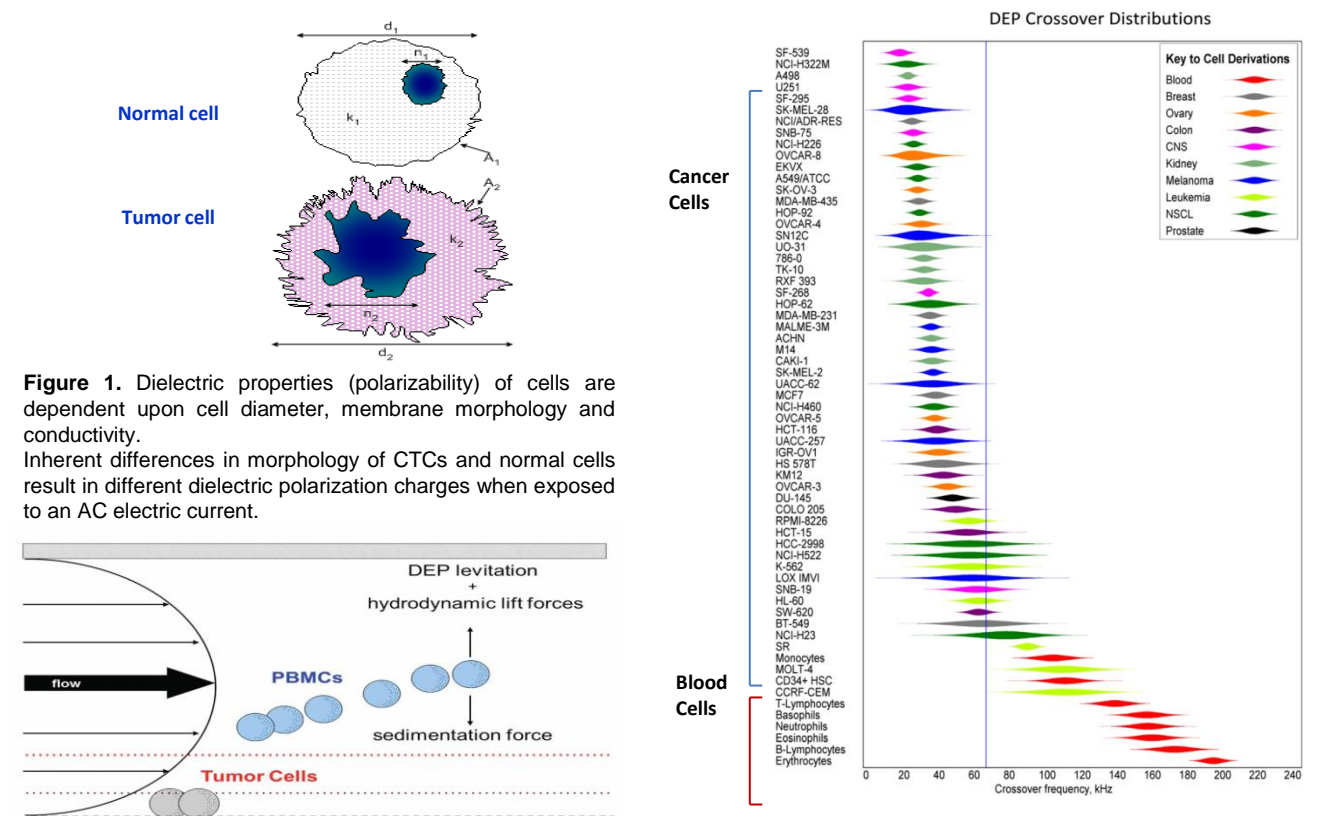 d1
n1
Normal cell
k1
A1
A2
Tumor cell
k2
n2
d2
Figure 1. Dielectric properties (polarizability) of cells are
dependent upon cell diameter, membrane morphology and
conductivity.
Inherent differences in morphology of CTCs and normal cells
result in different dielectric polarization charges when exposed
to an AC electric current.
DEP levitation
+
hydrodynamic lift forces
flow
PBMCs
sedimentation force
Tumor Cells
DEP Crossover Distributions
Cancer
Cells
Blood
Cells
SF-539
NCI-H322M
A498
U251
SF-295
SK-MEL-28
NCI/ADR-RES
SNB-75
NCI-H226
OVCAR-8
EKVX
A549/ATCC
SK-OV-3
MDA-MB-435
HOP-92
OVCAR-4
SN12C
UO-31
786-0
TK-10
RXF 393
SF-268
HOP-62
MDA-MB-231
MALME-3M
ACHN
M14
CAKI-1
SK-MEL-2
UACC-62
MCF7
NCI-H460
OVCAR-5
HCT-116
UACC-257
IGR-OV1
HS 578T
KM12
OVCAR-3
DU-145
COLO 205
RPMI-8226
HCT-15
HCC-2998
NCI-H522
K-562
LOX IMVI
SNB-19
HL-60
SW-620
BT-549
NCI-H23
SR
Monocytes
MOLT-4
CD34+ HSC
CCRF-CEM
T-Lymphocytes
Basophils
Neutrophils
Eosinophils
B-Lymphocytes
Erythrocytes
Key to Cell Derivations
Blood
Breast
Ovary
Colon
CNS
Kidney
Melanoma
Leukemia
NSCL
Prostate
0 20 40 60 80 100 120 140 160 180 200 220 240
Crossover frequency, kHz